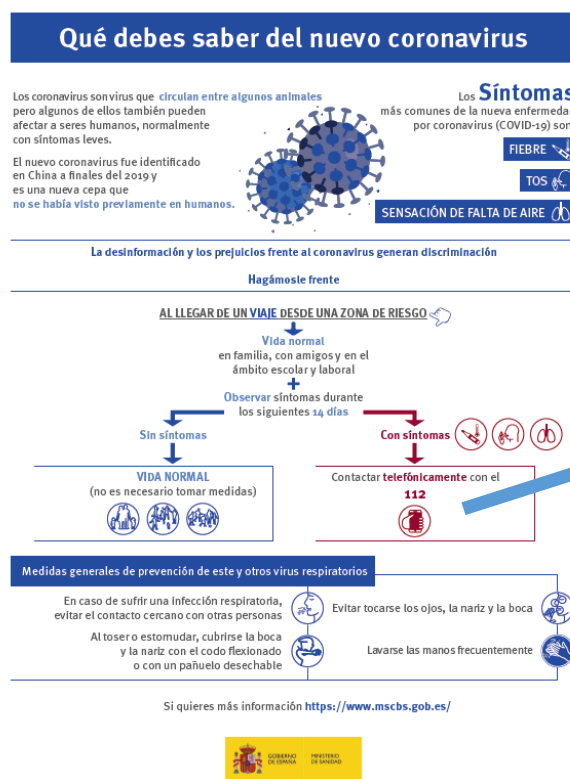 Qué debes saber del nuevo coronavirus
Los coronavirus son virus que circulan entre algunos animales
pero algunos de ellos también pueden
afectar a seres humanos, normalmente
con síntomas leves.
El nuevo coronavirus fue identificado
en China a finales del 2019 y
es una nueva cepa que
no se había visto previamente en humanos.
Los Síntomas
más comunes de la nueva enfermedad
por coronavirus (COVID-19) son
FIEBRE
TOS
SENSACIÓN DE FALTA DE AIRE
La desinformación y los prejuicios frente al coronavirus generan discriminación
Hagámosle frente
AL LLEGAR DE UN VIAJE DESDE UNA ZONA DE RIESGO
Vida normal
en familia, con amigos y en el
ámbito escolar y laboral
+
Observar síntomas durante
los siguientes 14 días
Sin síntomas
VIDA NORMAL
(no es necesario tomar medidas)
Con síntomas
Contactar telefónicamente con el
112
Medidas generales de prevención de este y otros virus respiratorios
En caso de sufrir una infección respiratoria,
evitar el contacto cercano con otras personas
Al toser o estornudar, cubrirse la boca
y la nariz con el codo flexionado
o con un pañuelo desechable
Evitar tocarse los ojos, la nariz y la boca
Lavarse las manos frecuentemente
Si quieres más información https://www.mscbs.gob.es/
GOBIERNO
DE ESPAÑA
MINISTERIO
DE SANIDAD